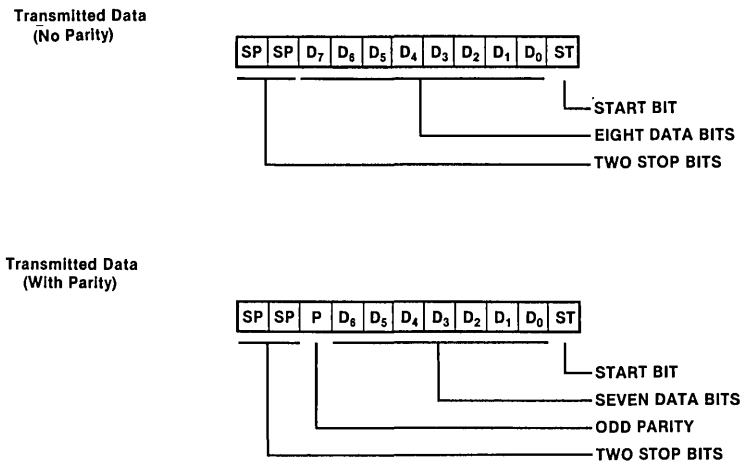 Transmitted Data
(No Parity)
SP SP D7 D6 D5 D4 D3 D2 D1 D0 ST
START BIT
EIGHT DATA BITS
TWO STOP BITS
Transmitted Data
(With Parity)
SP SP P D6 D5 D4 D3 D2 D1 D0 ST
START BIT
SEVEN DATA BITS
ODD PARITY
TWO STOP BITS